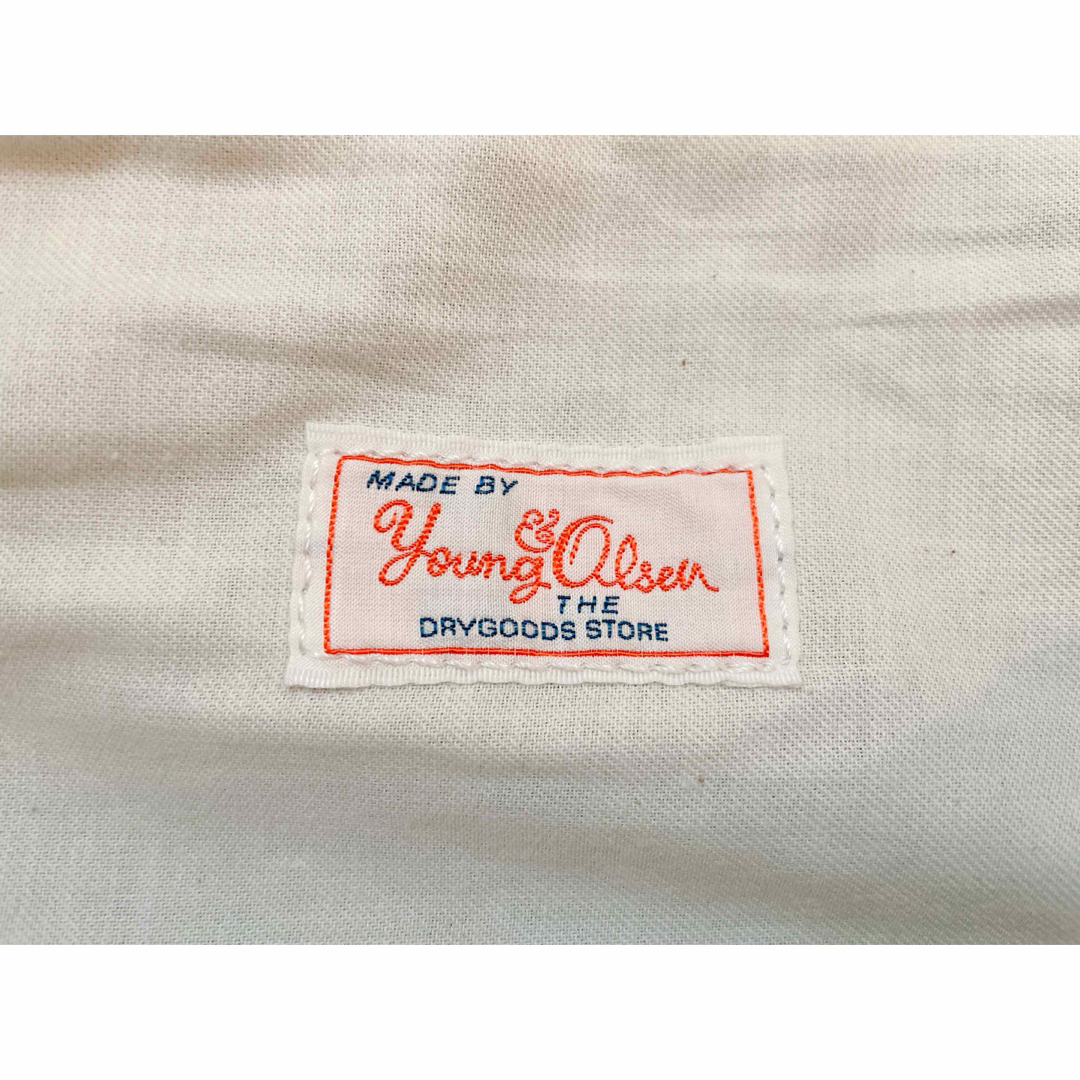 MADE BY
Young & Olsen
THE
DRYGOODS STORE